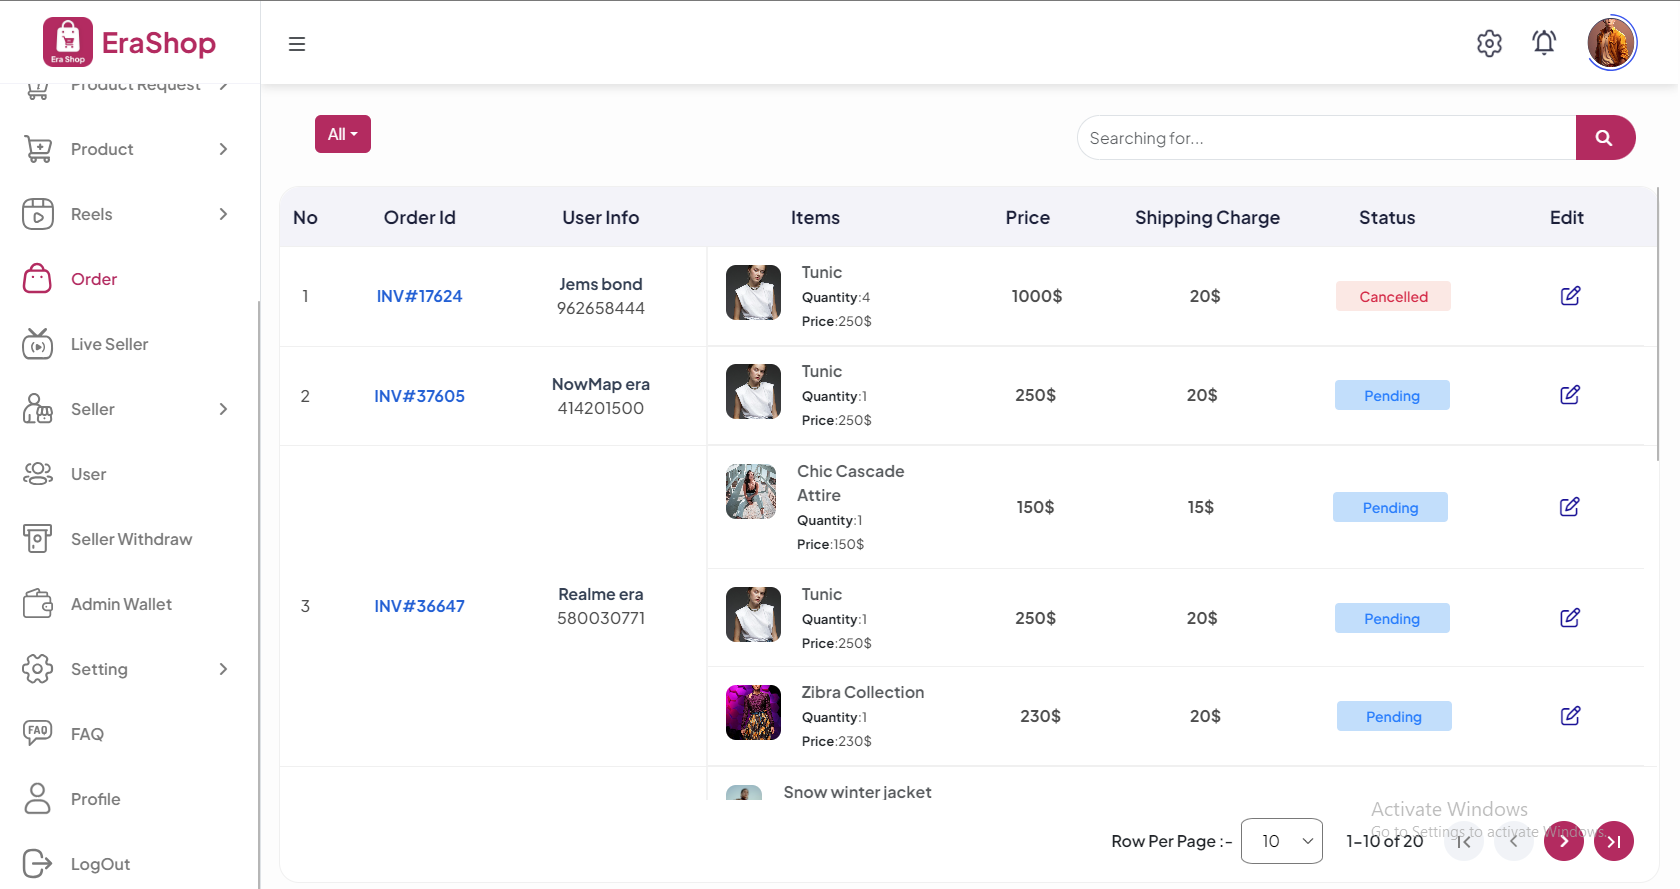 Era Shop
EraShop
Product Request
Product
Reels
Order
Live Seller
Seller
User
Seller Withdraw
Admin Wallet
Setting
FAQ
FAQ
Profile
LogOut
All
Searching for...
No Order Id User Info Items Price Shipping Charge Status Edit
1 INV#17624 Jems bond
962658444
Tunic
Quantity:4
Price:250$
1000$ 20$ Cancelled
2 INV#37605 NowMap era
414201500
Tunic
Quantity:1
Price:250$
250$ 20$ Pending
3 INV#36647 Realme era
580030771
Chic Cascade
Attire
Quantity:1
Price:150$
150$ 15$ Pending
Tunic
Quantity:1
Price:250$
250$ 20$ Pending
Zibra Collection
Quantity:1
Price:230$
230$ 20$ Pending
Snow winter jacket
Row Per Page :- 10 1-10 of 20
Activate Windows
Go to Settings to activate Windows.